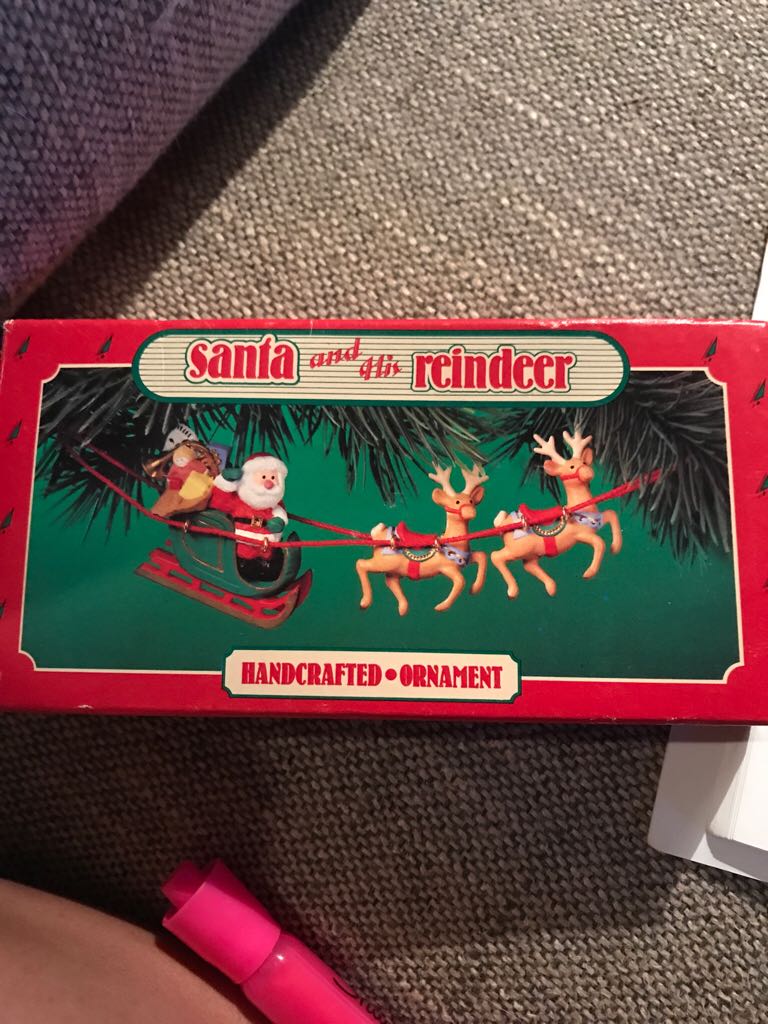 santa and His reindeer
HANDCRAFTED • ORNAMENT